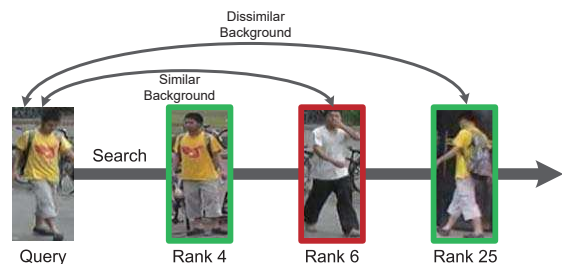 Dissimilar
Background
Similar
Background
Search
Query
Rank 4
Rank 6
Rank 25